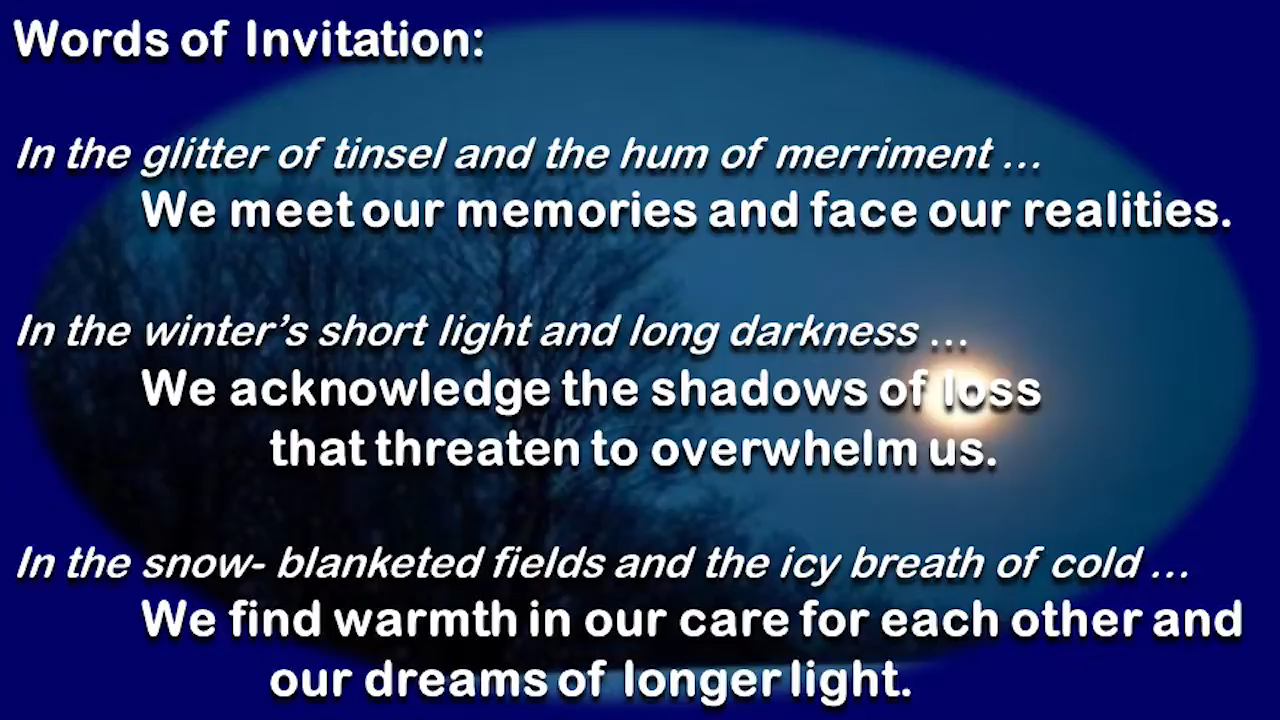 Words of Invitation:
In the glitter of tinsel and the hum of merriment …
We meet our memories and face our realities.
In the winter’s short light and long darkness …
We acknowledge the shadows of loss
that threaten to overwhelm us.
In the snow- blanketed fields and the icy breath of cold …
We find warmth in our care for each other and
our dreams of longer light.